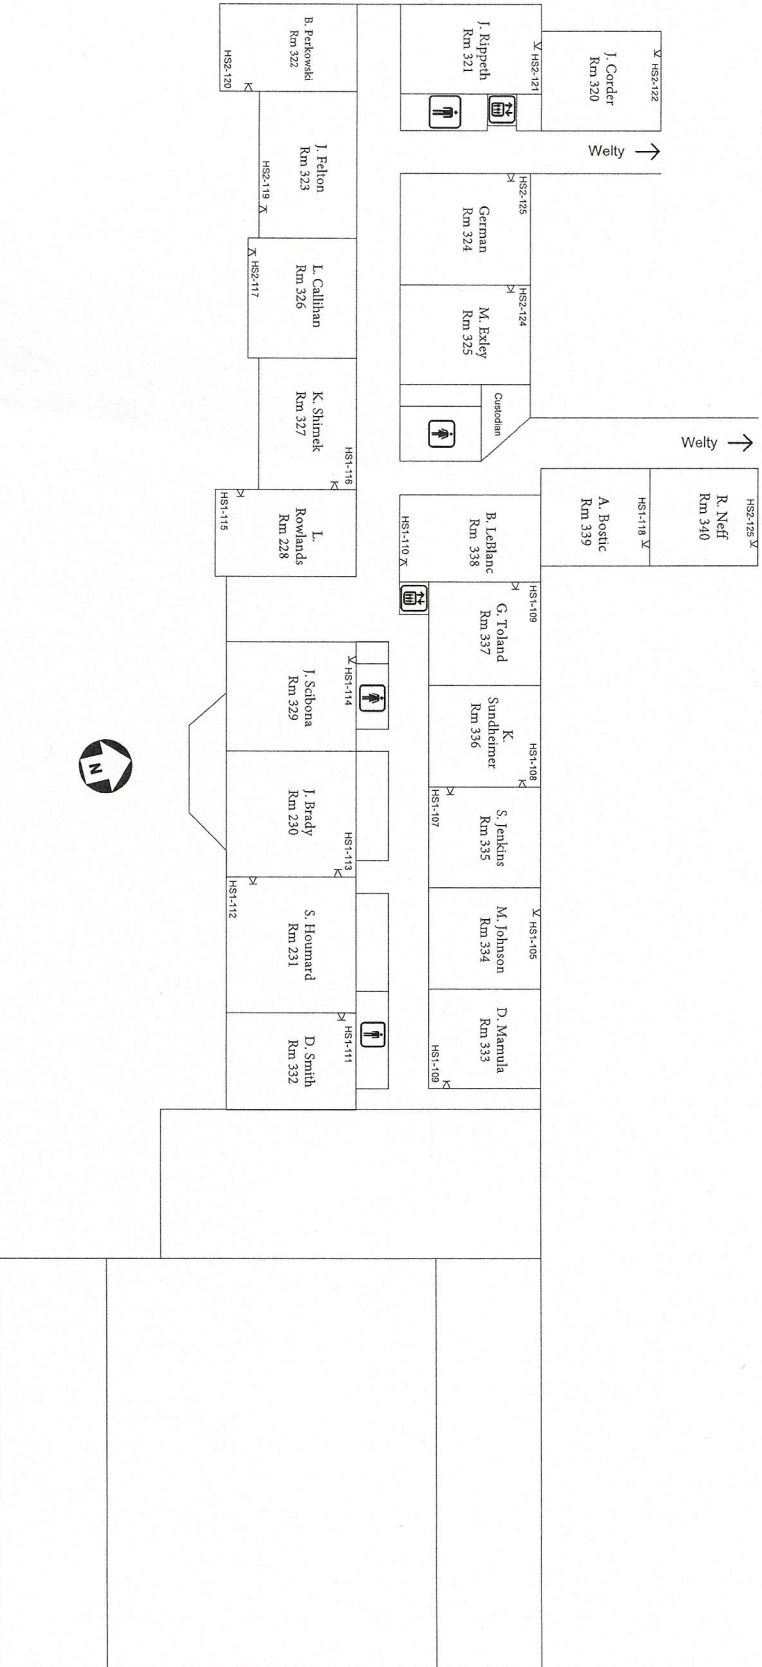 B. Perkowski
Rm 322
HS2-120
J. Rippeth
Rm 321
HS2-121
J. Corder
Rm 320
HS2-122
Welty
J. Felton
Rm 323
HS2-119
German
Rm 324
HS2-125
L. Callihan
Rm 326
HS2-117
M. Exley
Rm 325
HS2-124
Custodian
K. Shimek
Rm 327
HS1-116
Welty
L.
Rowlands
Rm 228
HS1-115
B. LeBlanc
Rm 338
HS1-110
A. Bostic
Rm 339
HS1-118
R. Neff
Rm 340
HS2-125
G. Toland
Rm 337
HS1-109
J. Scibona
Rm 329
HS1-114
K.
Sundheimer
Rm 336
HS1-108
N
J. Brady
Rm 230
HS1-113
S. Jenkins
Rm 335
HS1-107
S. Houmard
Rm 231
HS1-112
M. Johnson
Rm 334
HS1-105
D. Smith
Rm 332
HS1-111
D. Mamula
Rm 333
HS1-109